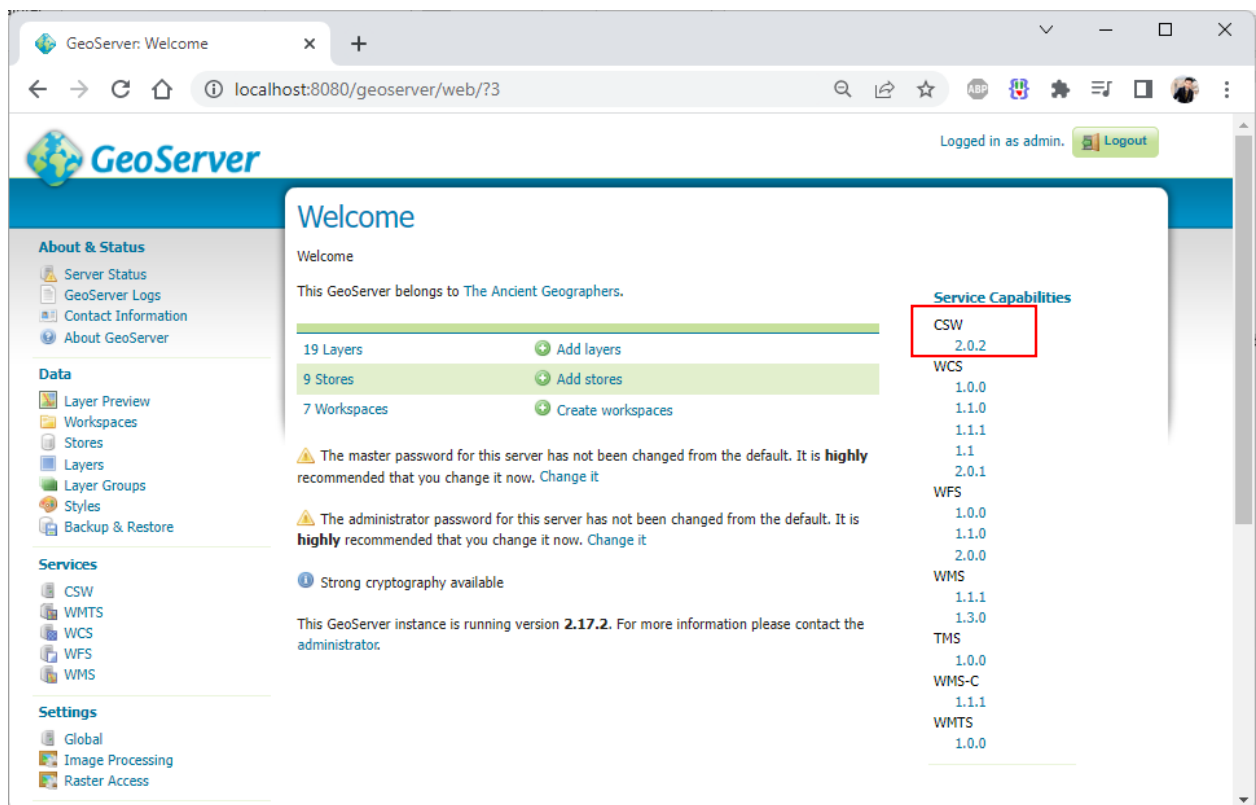 GeoServer: Welcome
localhost:8080/geoserver/web/?3
ABP
GeoServer
Logged in as admin.
Logout
About & Status
Server Status
GeoServer Logs
Contact Information
About GeoServer
Data
Layer Preview
Workspaces
Stores
Layers
Layer Groups
Styles
Backup & Restore
Services
CSW
WMTS
WCS
WFS
WMS
Settings
Global
Image Processing
Raster Access
Welcome
Welcome
This GeoServer belongs to The Ancient Geographers.
19 Layers Add layers
9 Stores Add stores
7 Workspaces Create workspaces
The master password for this server has not been changed from the default. It is highly
recommended that you change it now. Change it
The administrator password for this server has not been changed from the default. It is
highly recommended that you change it now. Change it
Strong cryptography available
This GeoServer instance is running version 2.17.2. For more information please contact the
administrator.
Service Capabilities
CSW
2.0.2
WCS
1.0.0
1.1.0
1.1.1
1.1
2.0.1
WFS
1.0.0
1.1.0
2.0.0
WMS
1.1.1
1.3.0
TMS
1.0.0
WMS-C
1.1.1
WMTS
1.0.0